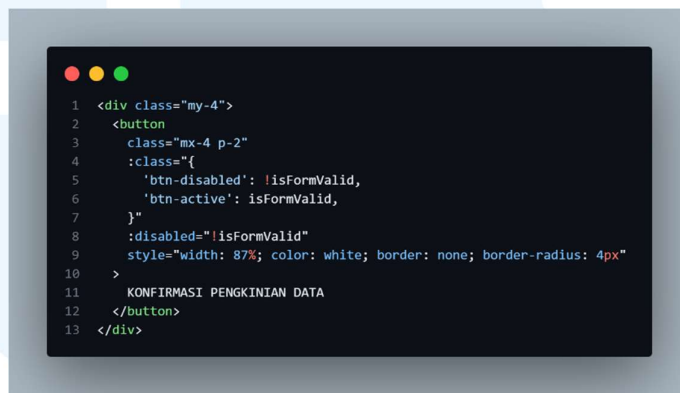 1 <div class="my-4">
2 <button
3 class="mx-4 p-2"
4 :class="{
5 'btn-disabled': !isFormValid,
6 'btn-active': isFormValid,
7 }"
8 :disabled="!isFormValid"
9 style="width: 87%; color: white; border: none; border-radius: 4px"
10 >
11 KONFIRMASI PENGKINIAN DATA
12 </button>
13 </div>